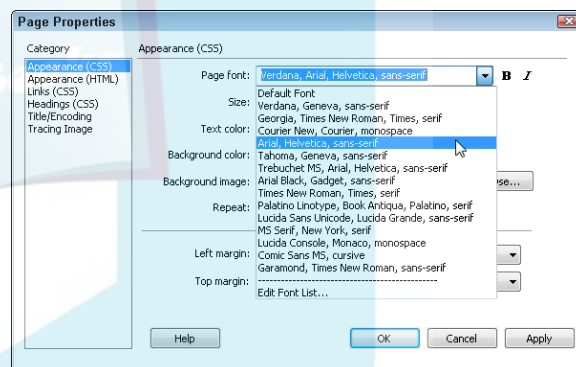 Page Properties
Category
Appearance (CSS)
Appearance (CSS)
Appearance (HTML)
Links (CSS)
Headings (CSS)
Title/Encoding
Tracing Image
Page font: Verdana, Arial, Helvetica, sans-serif B I
Default Font
Size: Verdana, Geneva, sans-serif
Georgia, Times New Roman, Times, serif
Text color: Courier New, Courier, monospace
Arial, Helvetica, sans-serif
Background color: Tahoma, Geneva, sans-serif
Trebuchet MS, Arial, Helvetica, sans-serif
Background image: Arial Black, Gadget, sans-serif
Times New Roman, Times, serif
Repeat: Palatino Linotype, Book Antiqua, Palatino, serif
Lucida Sans Unicode, Lucida Grande, sans-serif
MS Serif, New York, serif
Lucida Console, Monaco, monospace
Left margin: Comic Sans MS, cursive
Garamond, Times New Roman, sans-serif
Top margin: ----------------------------------------------
Edit Font List...
Help OK Cancel Apply